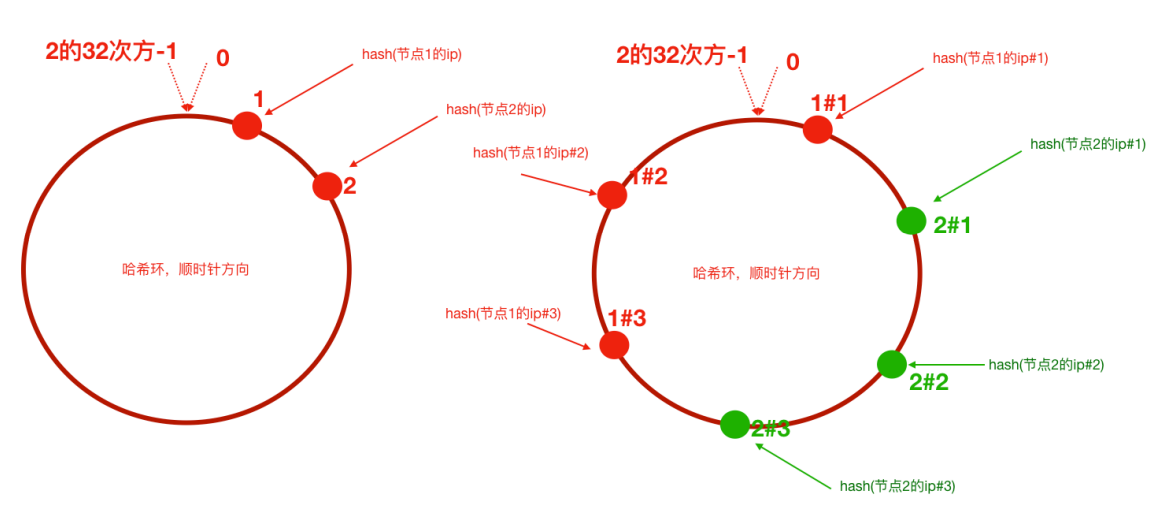 2的32次方-1
0
hash(节点1的ip)
1
hash(节点2的ip)
2
哈希环，顺时针方向
2的32次方-1
0
hash(节点1的ip#1)
1#1
hash(节点2的ip#1)
hash(节点1的ip#2)
1#2
2#1
哈希环，顺时针方向
hash(节点1的ip#3)
1#3
hash(节点2的ip#2)
2#2
2#3
hash(节点2的ip#3)